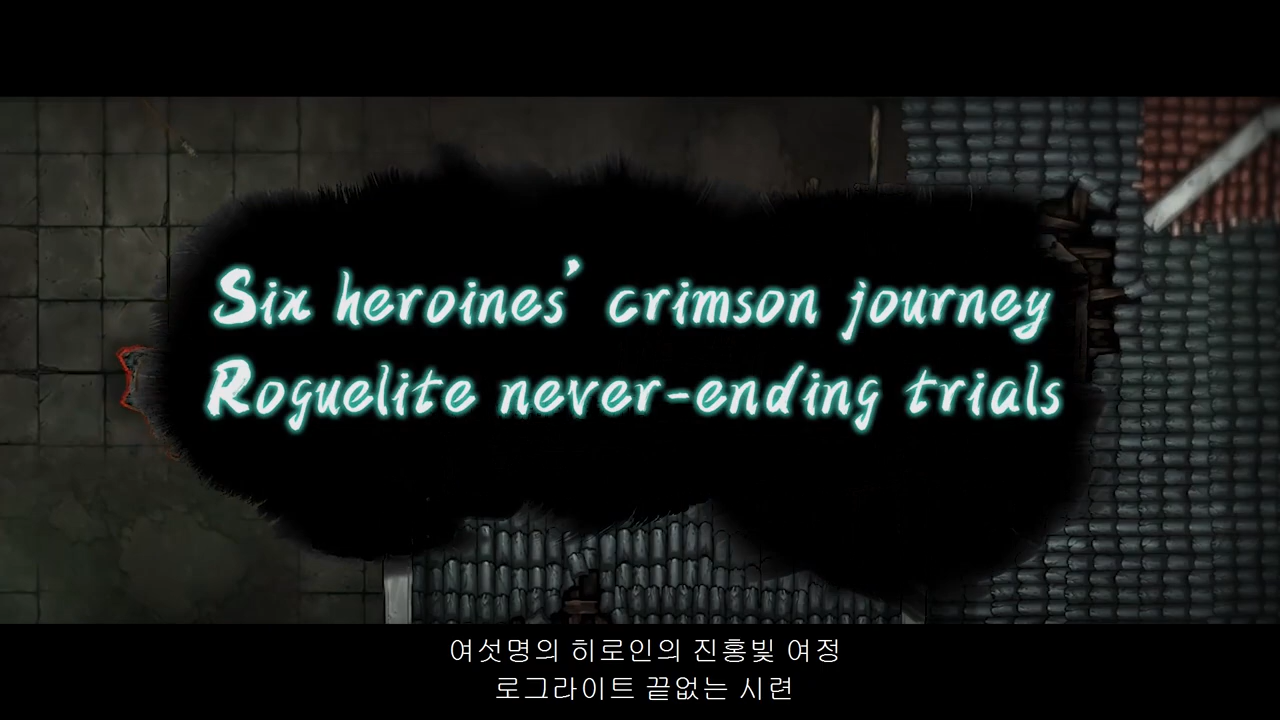 Six heroines' crimson journey
Roguelite never-ending trials
여섯명의 히로인의 진홍빛 여정
로그라이트 끝없는 시련